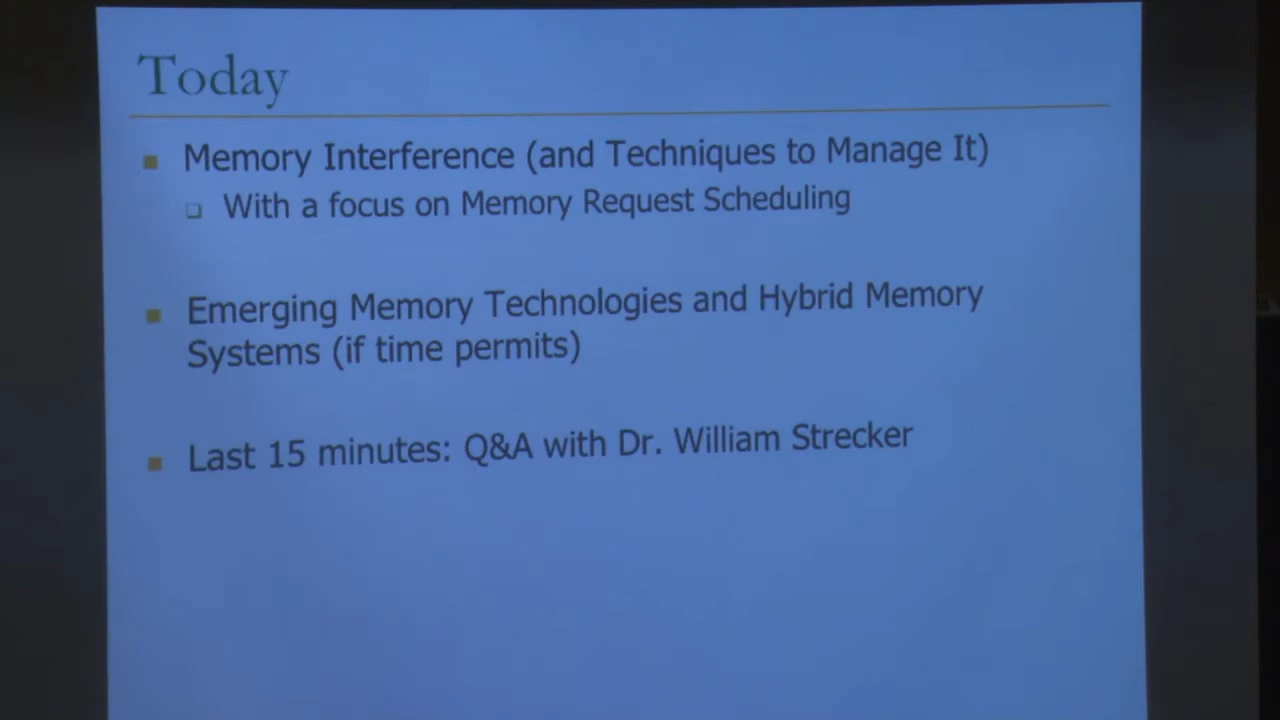 Today
Memory Interference (and Techniques to Manage It)
With a focus on Memory Request Scheduling
Emerging Memory Technologies and Hybrid Memory
Systems (if time permits)
Last 15 minutes: Q&A with Dr. William Strecker